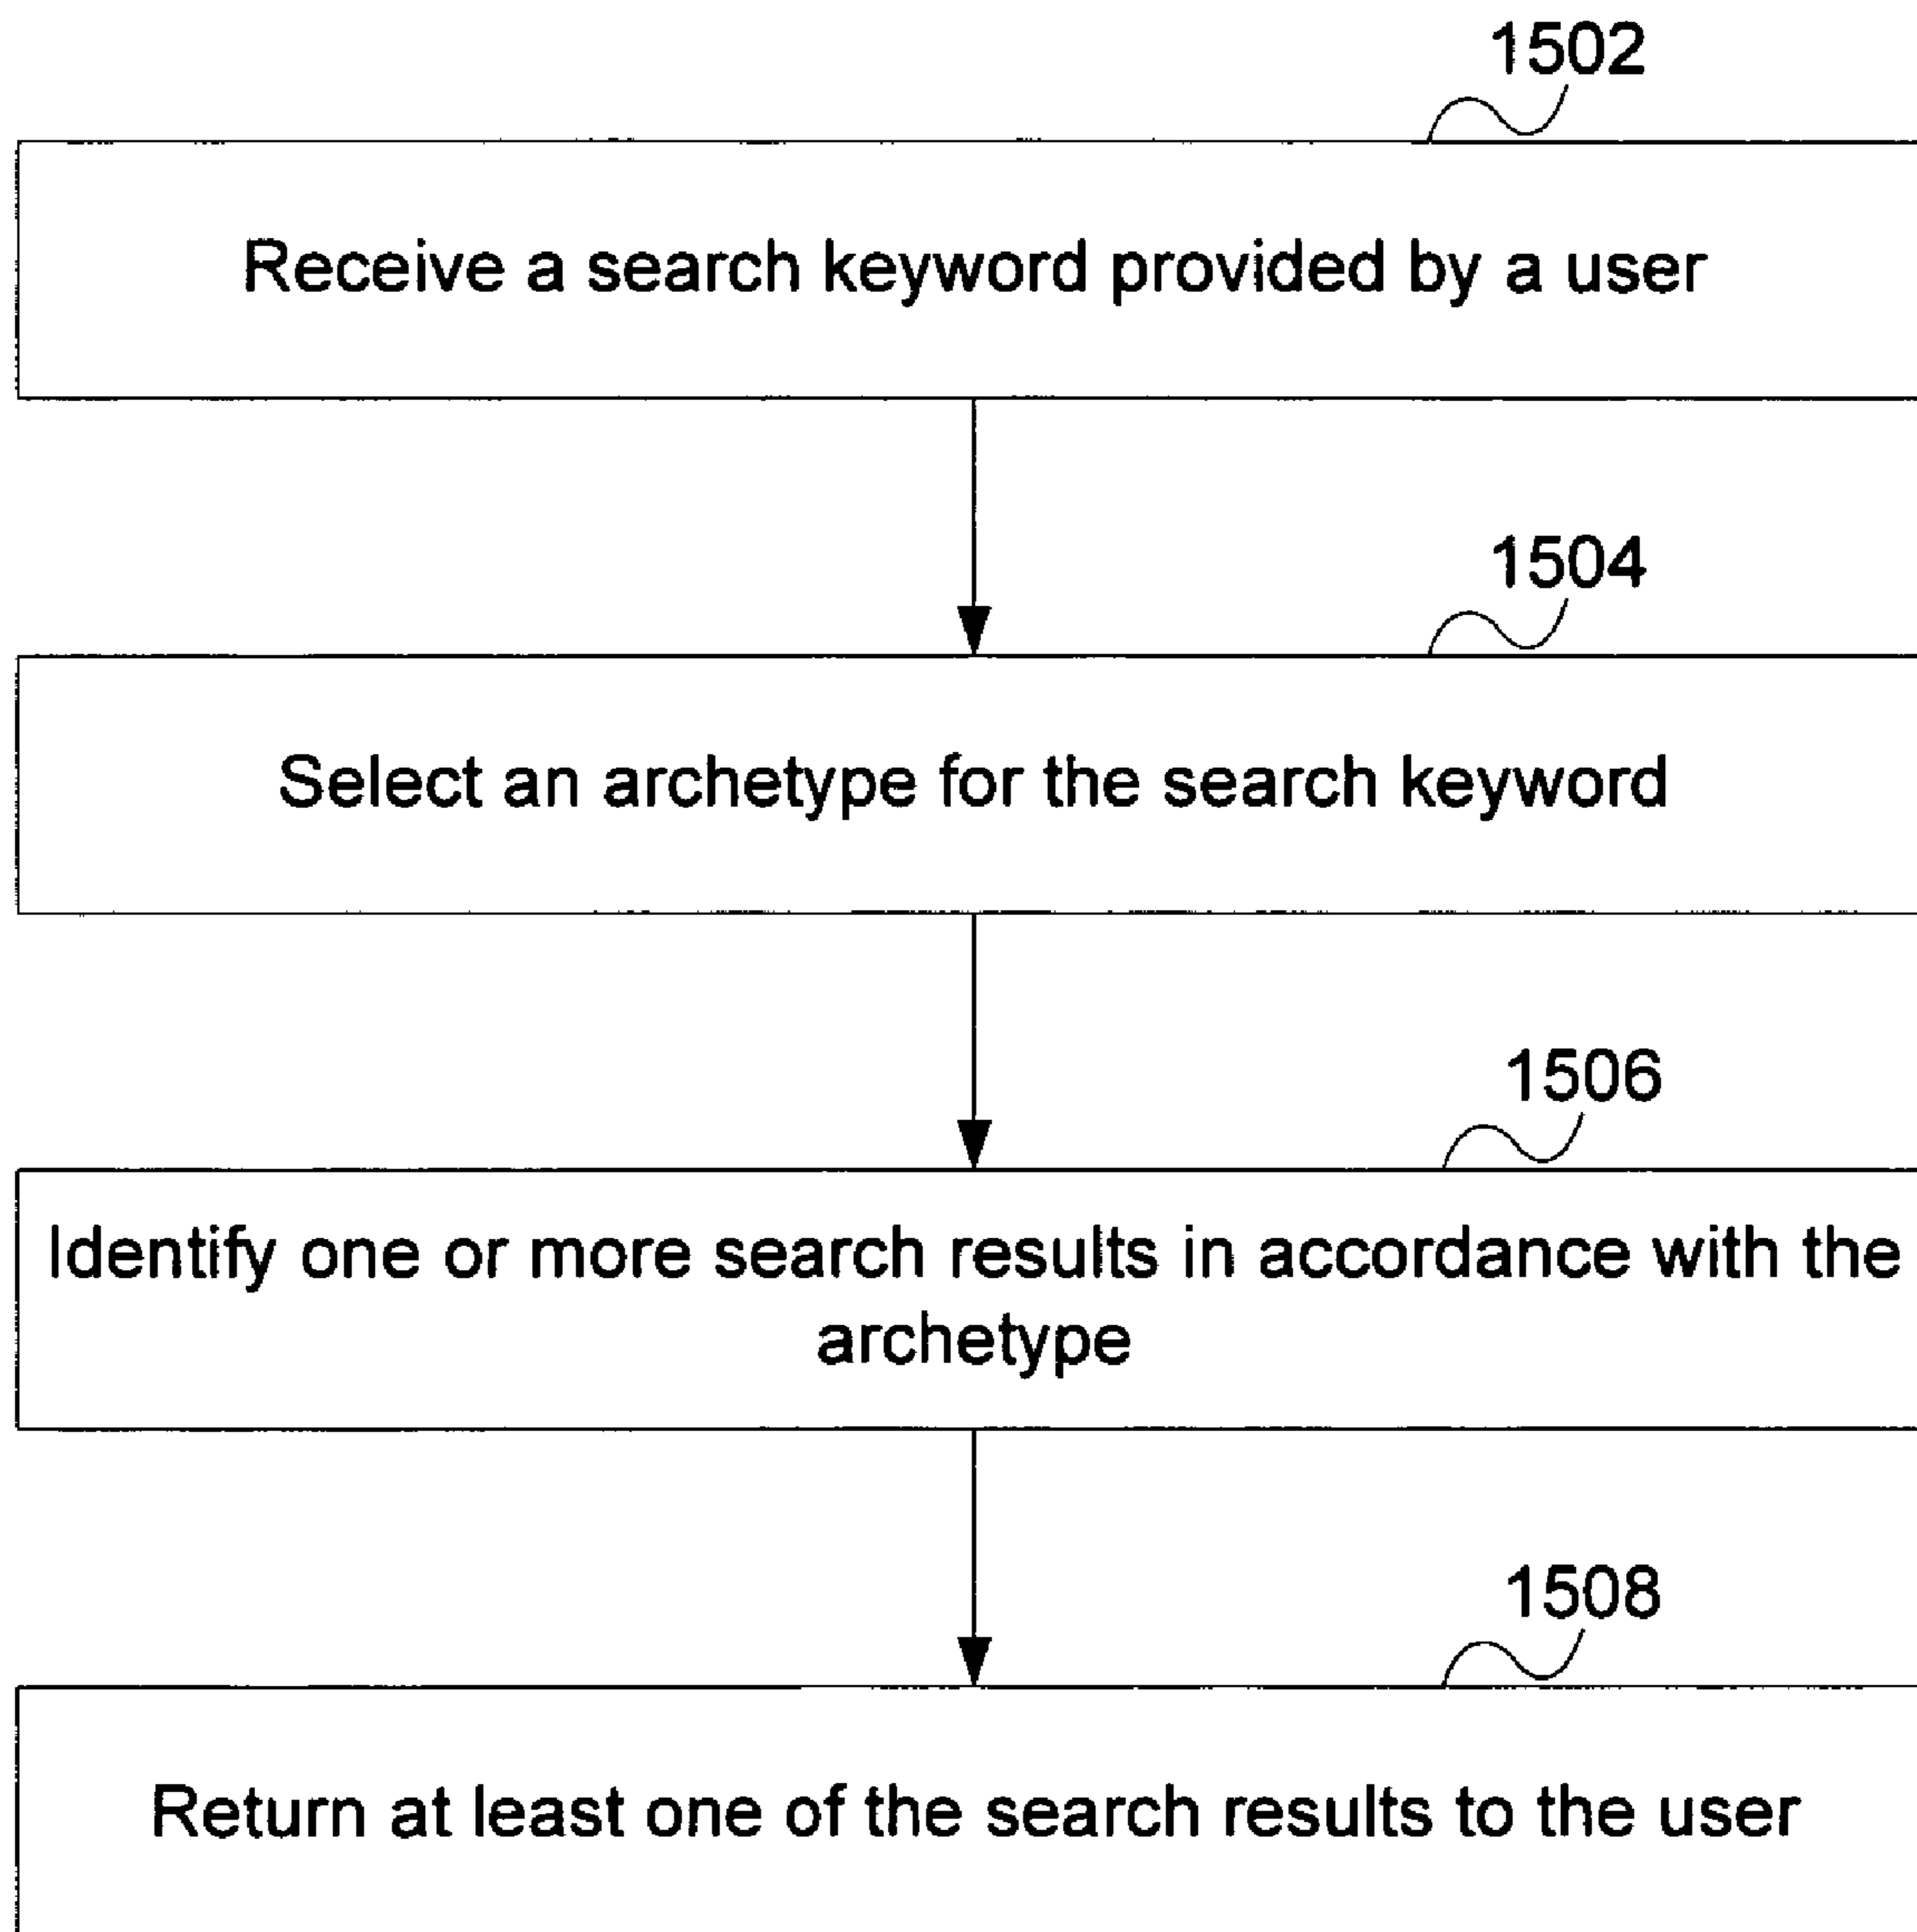 1502
Receive a search keyword provided by a user
1504
Select an archetype for the search keyword
1506
Identify one or more search results in accordance with the
archetype
1508
Return at least one of the search results to the user